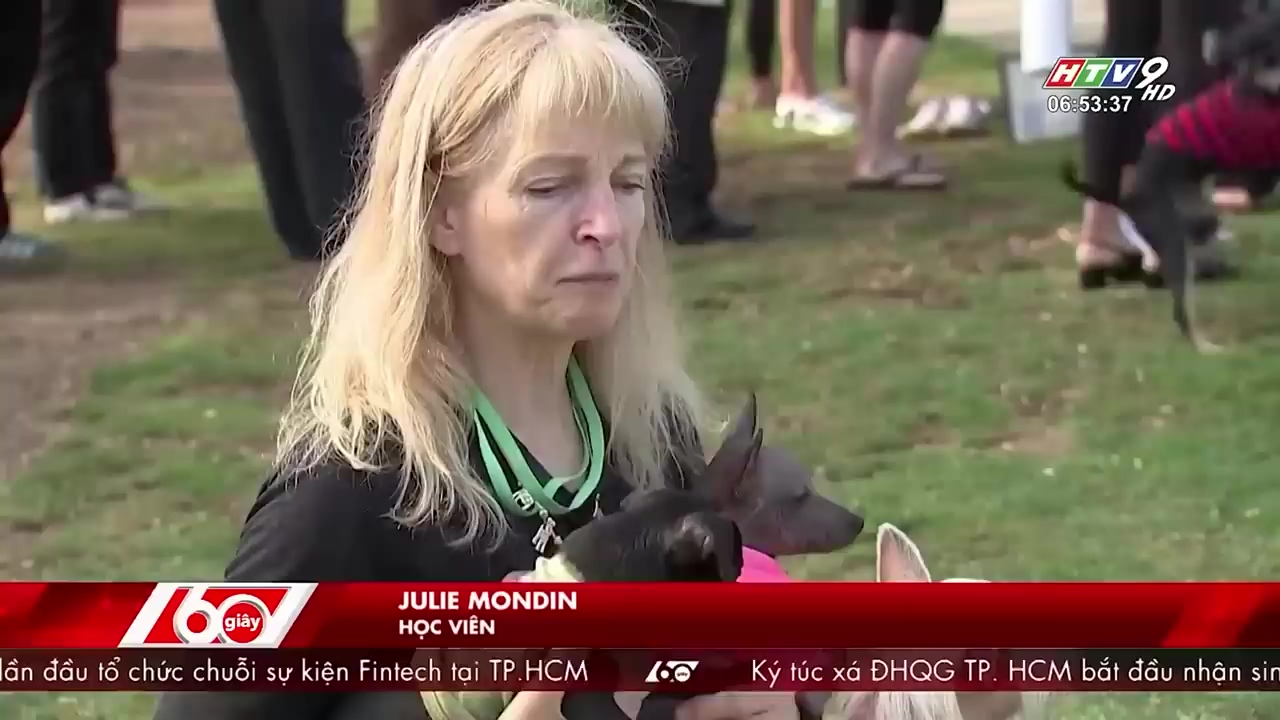 HTV9 HD
06:53:37
60 giây
JULIE MONDIN
HỌC VIÊN
lần đầu tổ chức chuỗi sự kiện Fintech tại TP.HCM
60 giây
Ký túc xá ĐHQG TP. HCM bắt đầu nhận sin